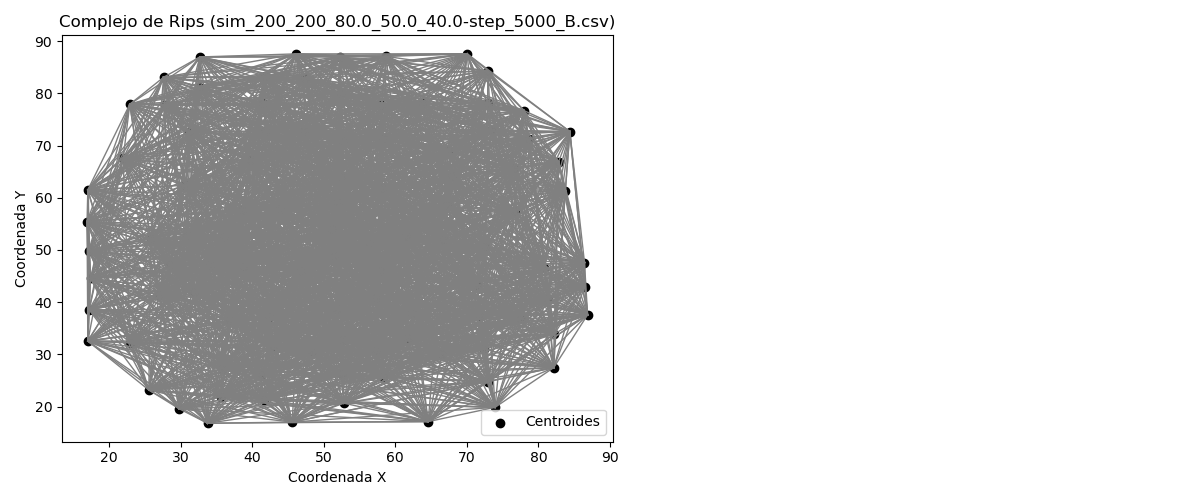 Complejo de Rips (sim_200_200_80.0_50.0_40.0-step_5000_B.csv)
90
80
70
60
50
40
30
20
Coordenada Y
Centroides
20 30 40 50 60 70 80 90
Coordenada X